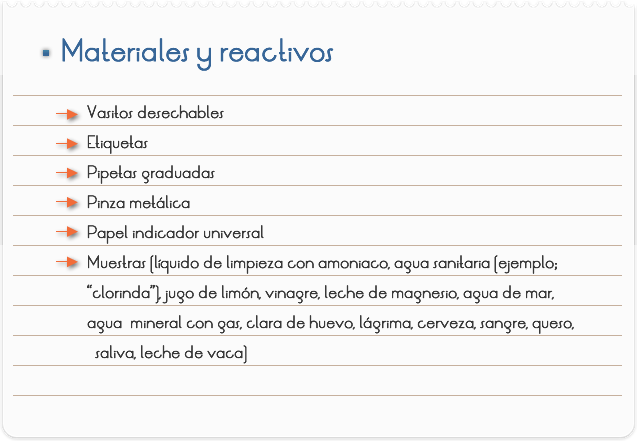 Materiales y reactivos
Vasitos desechables
Etiquetas
Pipetas graduadas
Pinza metálica
Papel indicador universal
Muestras (líquido de limpieza con amoniaco, agua sanitaria (ejemplo;
“clorinda”), jugo de limón, vinagre, leche de magnesio, agua de mar,
agua mineral con gas, clara de huevo, lágrima, cerveza, sangre, queso,
saliva, leche de vaca)